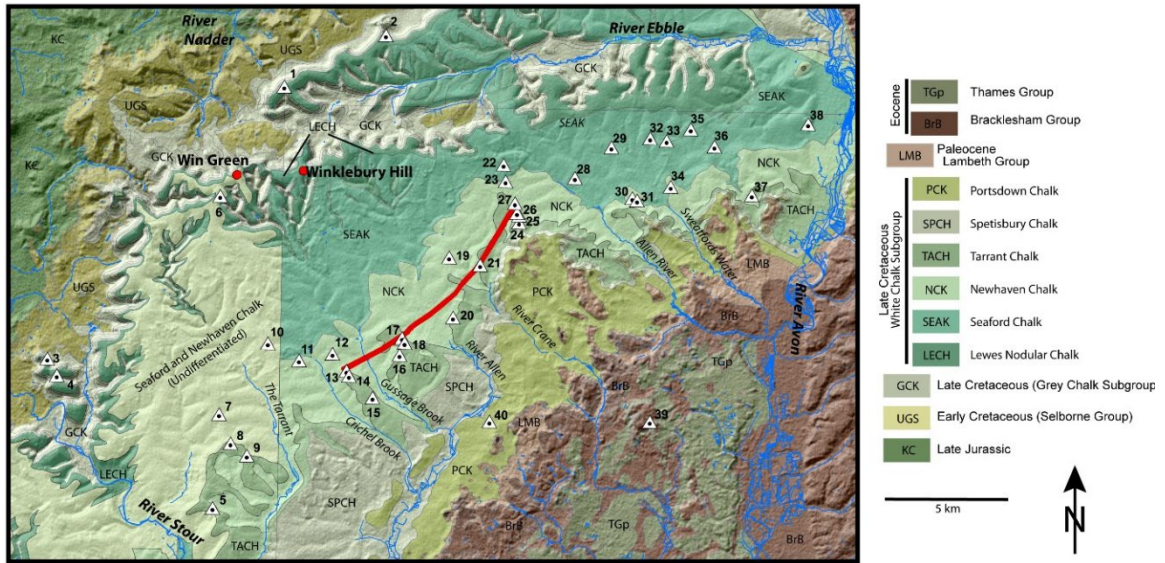 River
Nadder
River Ebble
KC
UGS
2
GCK
1
SEAK
UGS
LECH
GCK
SEAK
38
35
32
33
29
36
KC
GCK
Win Green
Winklebury Hill
22
23
28
34
NCK
6
30
31
37
27
26
NCK
25
24
TACH
SEAK
Allen River
Sweatfords Water
TACH
LMB
UGS
19
21
NCK
PCK
River Avon
BrB
Seaford and Newhaven Chalk
(Undifferentiated)
10
20
River Crane
17
12
18
11
TGp
3
16
TACH
River Allen
4
13
14
SPCH
BrB
The Tarrant
Gussage Brook
15
GCK
7
Crichel Brook
40
LMB
39
8
9
LECH
PCK
River Stour
5
SPCH
TACH
BrB
TGp
BrB
Eocene
TGp Thames Group
BrB Bracklesham Group
LMB Paleocene
Lambeth Group
Late Cretaceous
White Chalk Subgroup
PCK Portsdown Chalk
SPCH Spetisbury Chalk
TACH Tarrant Chalk
NCK Newhaven Chalk
SEAK Seaford Chalk
LECH Lewes Nodular Chalk
GCK Late Cretaceous (Grey Chalk Subgroup
UGS Early Cretaceous (Selborne Group)
KC Late Jurassic
5 km
N